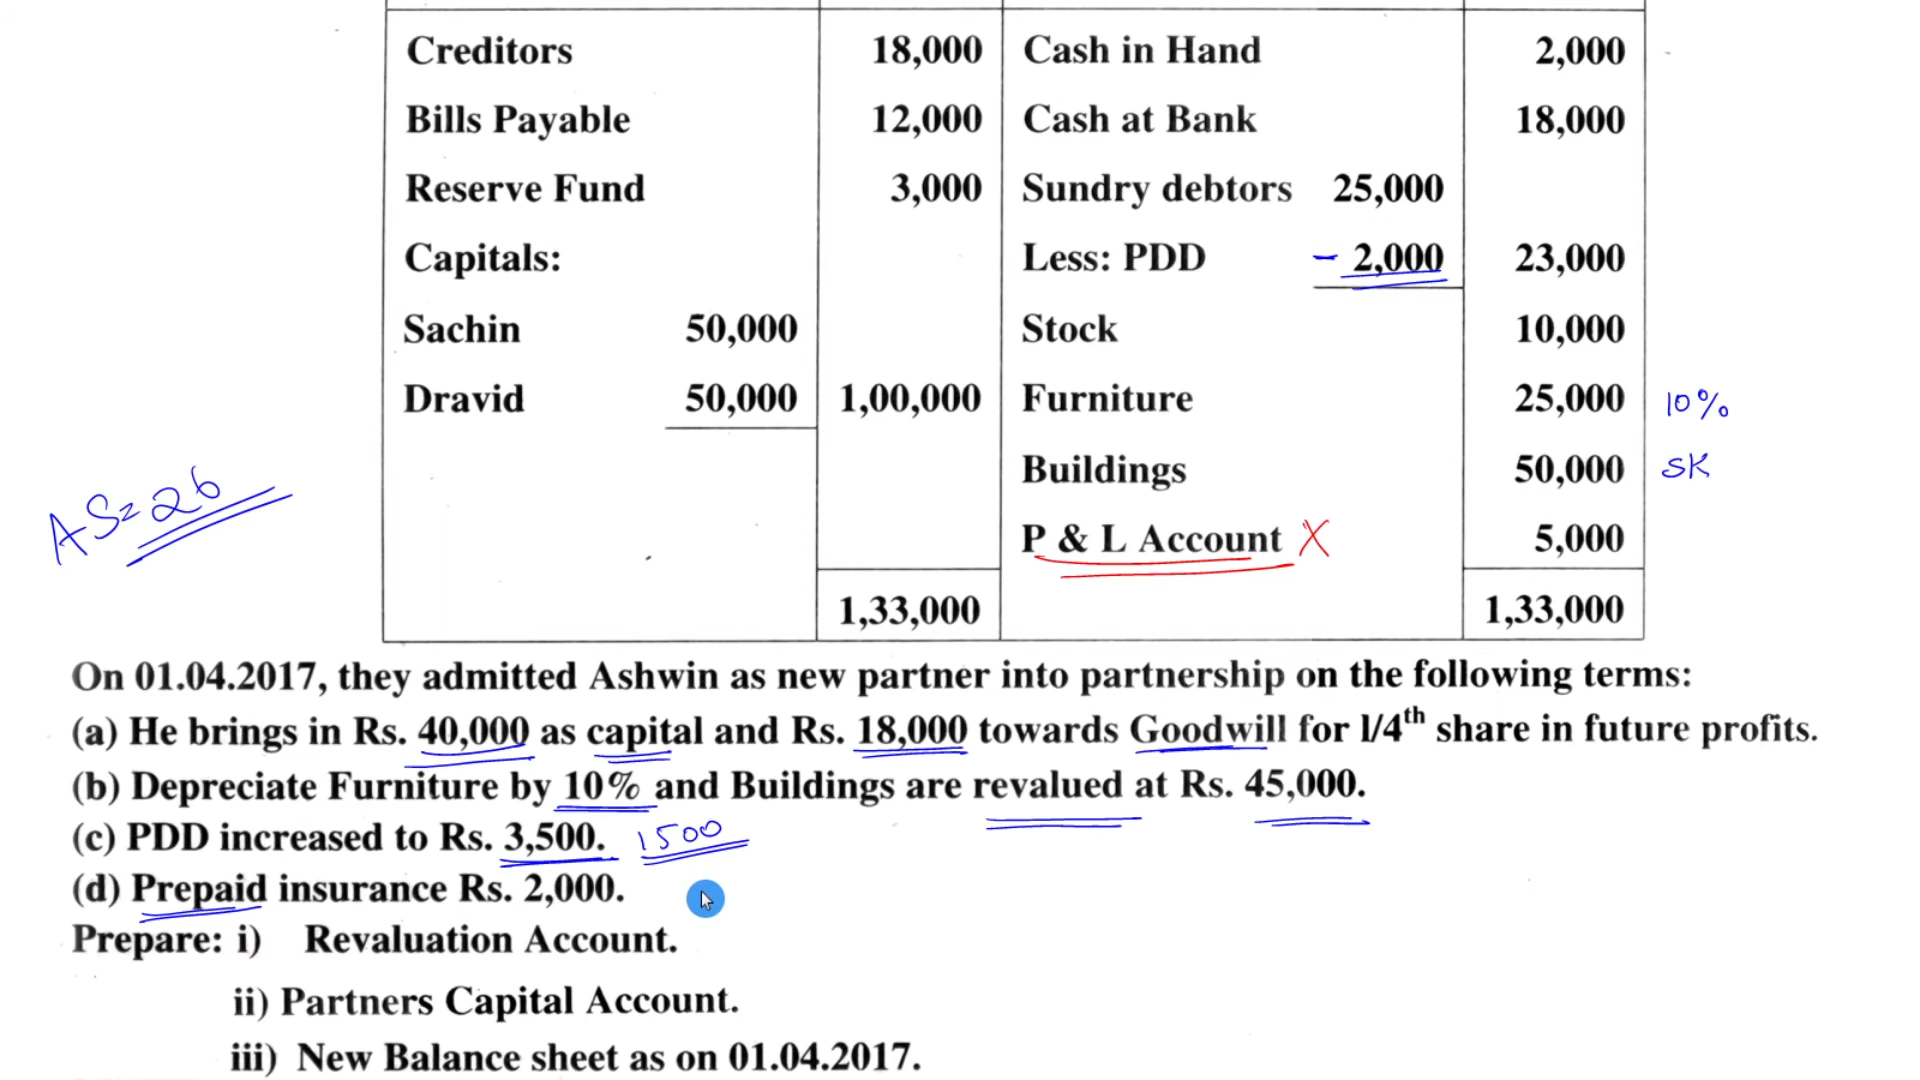 Creditors 18,000 Cash in Hand 2,000
Bills Payable 12,000 Cash at Bank 18,000
Reserve Fund 3,000 Sundry debtors 25,000
Capitals: Less: PDD - 2,000 23,000
Sachin 50,000 Stock 10,000
Dravid 50,000 1,00,000 Furniture 25,000 10%
Buildings 50,000 5K
AS=26
P & L Account X 5,000
1,33,000 1,33,000
On 01.04.2017, they admitted Ashwin as new partner into partnership on the following terms:
(a) He brings in Rs. 40,000 as capital and Rs. 18,000 towards Goodwill for 1/4th share in future profits.
(b) Depreciate Furniture by 10% and Buildings are revalued at Rs. 45,000.
(c) PDD increased to Rs. 3,500. 1500
(d) Prepaid insurance Rs. 2,000.
Prepare: i) Revaluation Account.
ii) Partners Capital Account.
iii) New Balance sheet as on 01.04.2017.